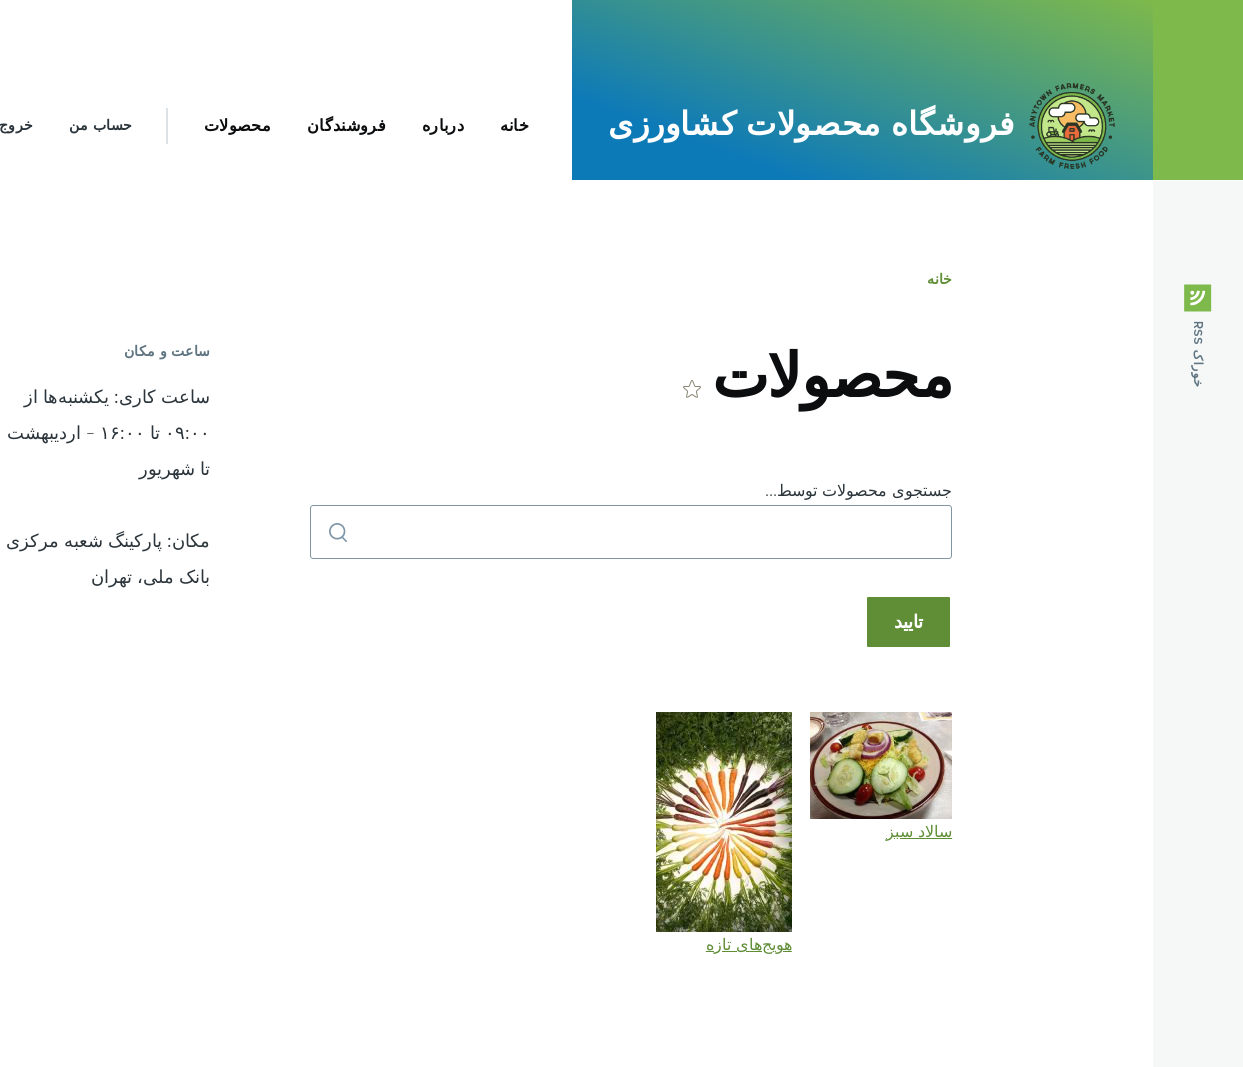 ANYTOWN FARMERS MARKET
FARM FRESH FOOD
فروشگاه محصولات کشاورزی
خانه
درباره
فروشندگان
محصولات
حساب من
خروج
خوراک RSS
خانه
محصولات
جستجوی محصولات توسط...
تایید
سالاد سبز
هویج‌های تازه
ساعت و مکان
ساعت کاری: یکشنبه‌ها از
۰۹:۰۰ تا ۱۶:۰۰ - اردیبهشت
تا شهریور
مکان: پارکینگ شعبه مرکزی
بانک ملی، تهران